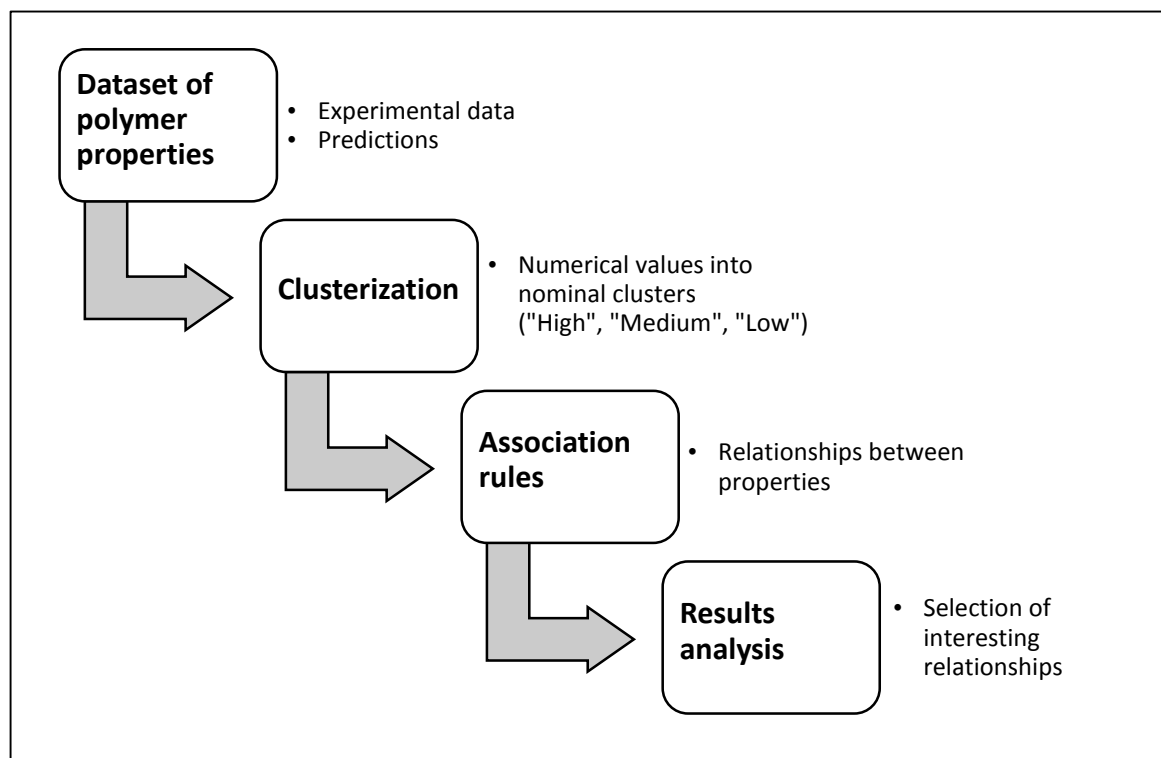 Dataset of
polymer
properties
• Experimental data
• Predictions
Clusterization
• Numerical values into
nominal clusters
("High", "Medium", "Low")
Association
rules
• Relationships between
properties
Results
analysis
• Selection of
interesting
relationships